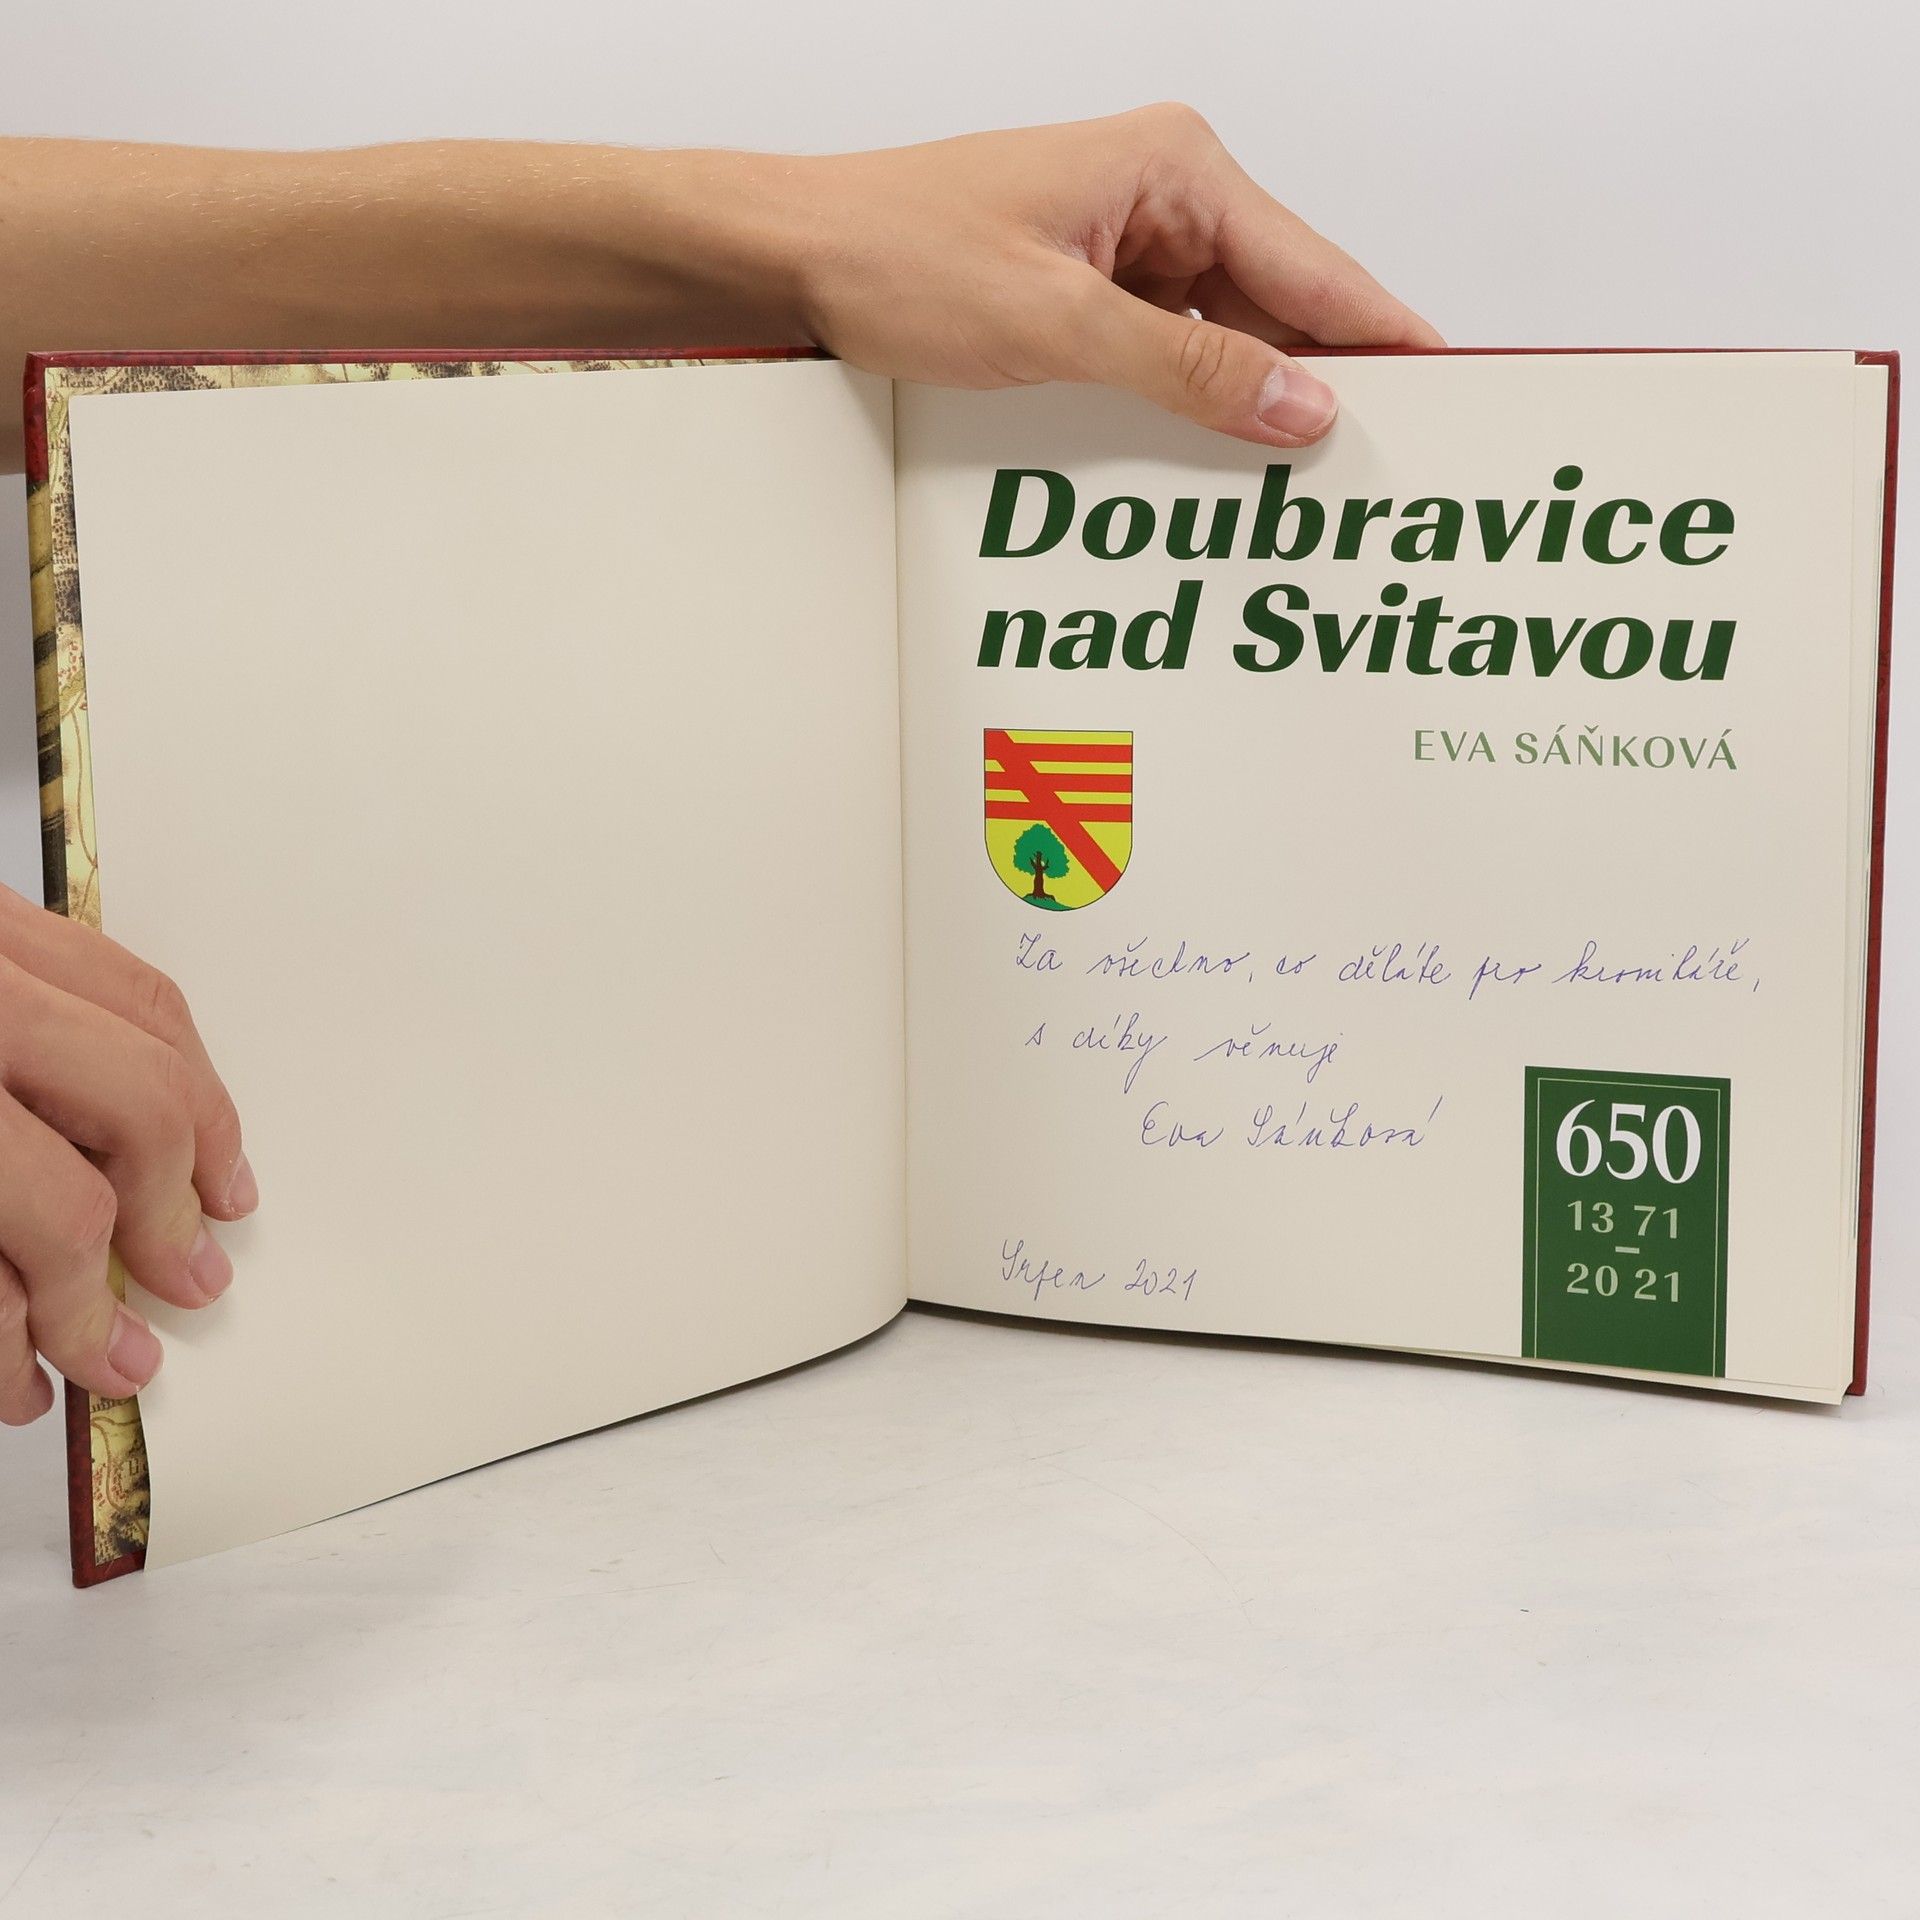 Doubravice
nad Svitavou
EVA SÁŇKOVÁ
Za všechno, co děláte pro kronikáře,
s díky věnuje
Eva Sáňková
Srpen 2021
650
13 71
–
20 21